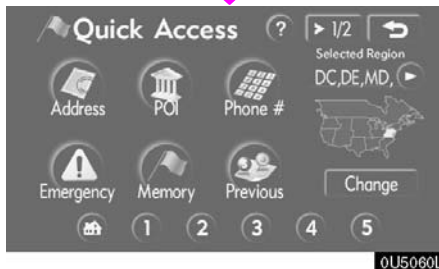 Quick Access ? > 1/2
Selected Region
DC,DE,MD,
Address POI Phone #
Emergency Memory Previous
Change
1 2 3 4 5
0U5060L